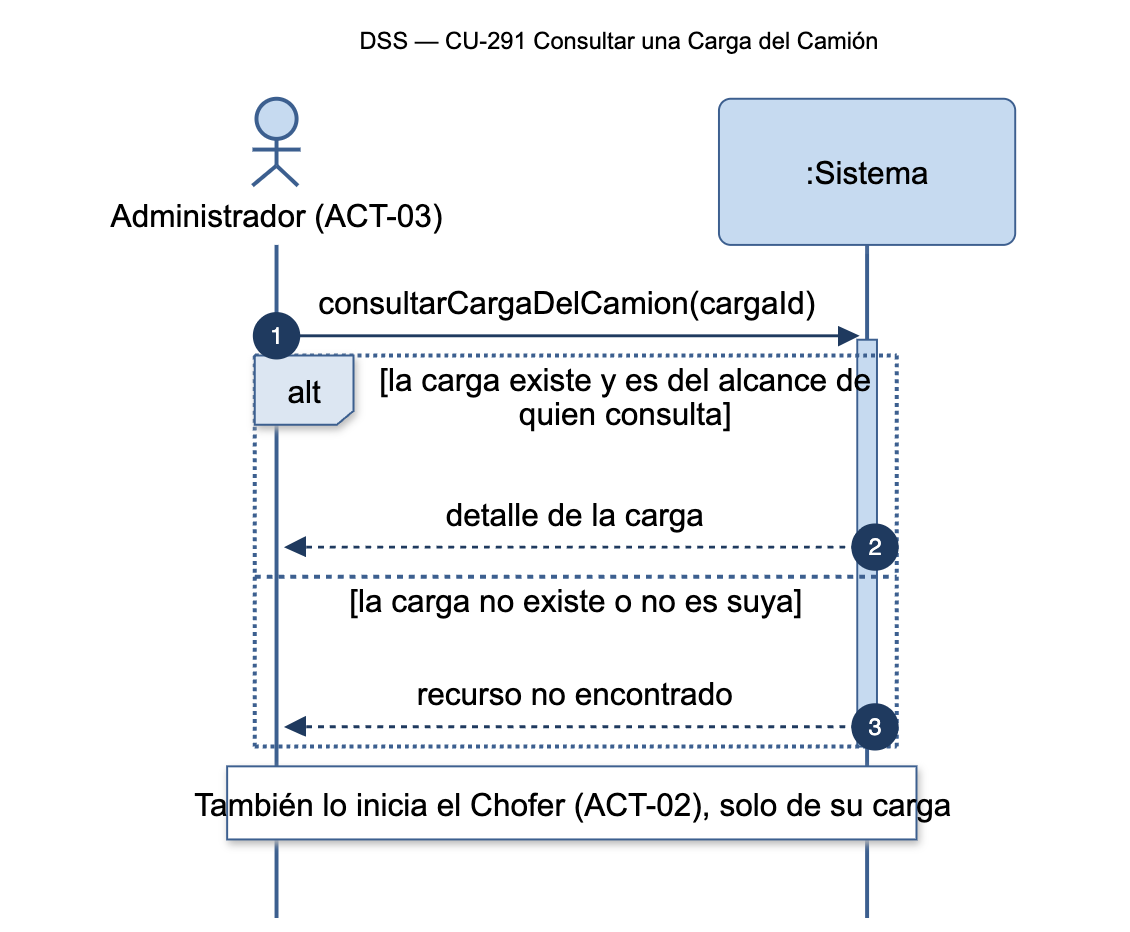 DSS — CU-291 Consultar una Carga del Camión
Administrador (ACT-03)
:Sistema
consultarCargaDelCamion(cargaId)
1
alt
[la carga existe y es del alcance de
quien consulta]
detalle de la carga
2
[la carga no existe o no es suya]
recurso no encontrado
3
También lo inicia el Chofer (ACT-02), solo de su carga